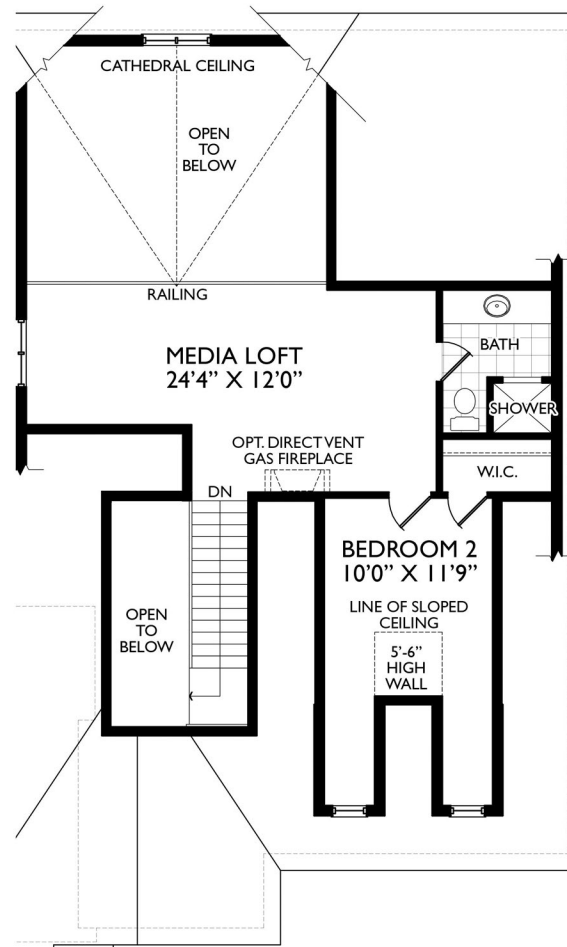 CATHEDRAL CEILING
OPEN
TO
BELOW
RAILING
MEDIA LOFT
24'4" X 12'0"
BATH
SHOWER
OPT. DIRECT VENT
GAS FIREPLACE
W.I.C.
DN
BEDROOM 2
10'0" X 11'9"
LINE OF SLOPED
CEILING
5'-6"
HIGH
WALL
OPEN
TO
BELOW